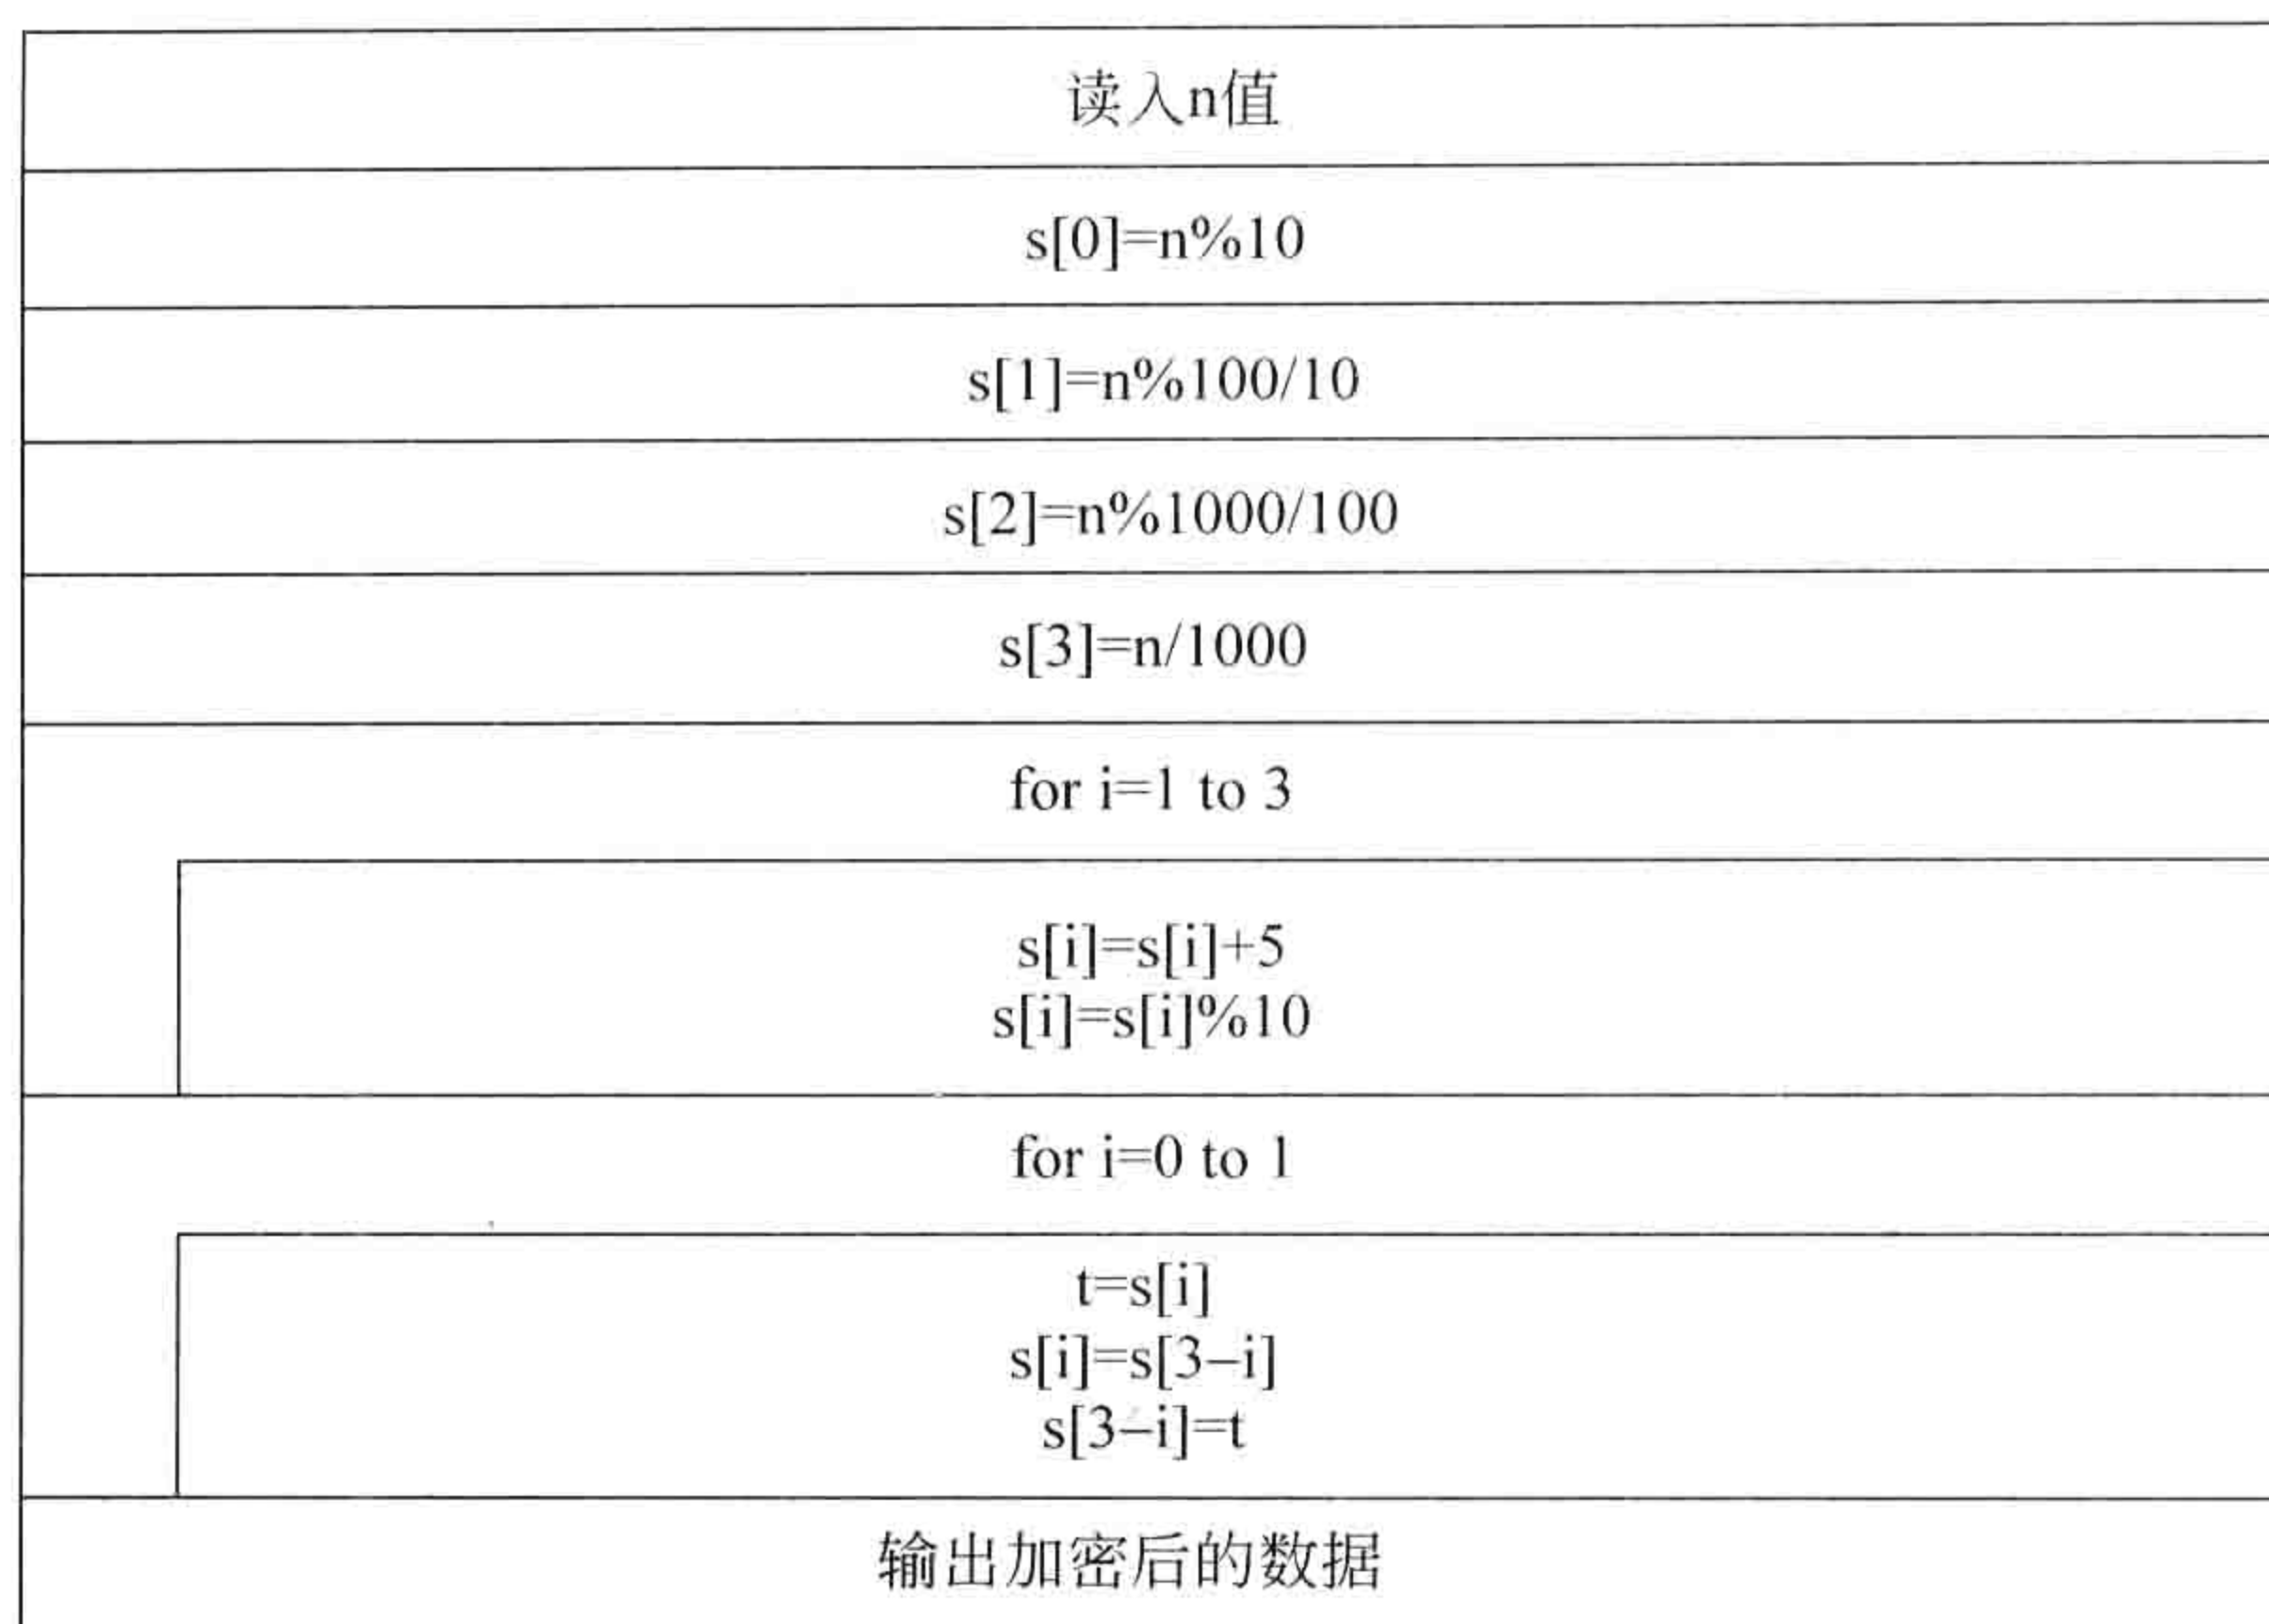 读入n值
s[0]=n%10
s[1]=n%100/10
s[2]=n%1000/100
s[3]=n/1000
for i=1 to 3
s[i]=s[i]+5
s[i]=s[i]%10
for i=0 to 1
t=s[i]
s[i]=s[3–i]
s[3–i]=t
输出加密后的数据